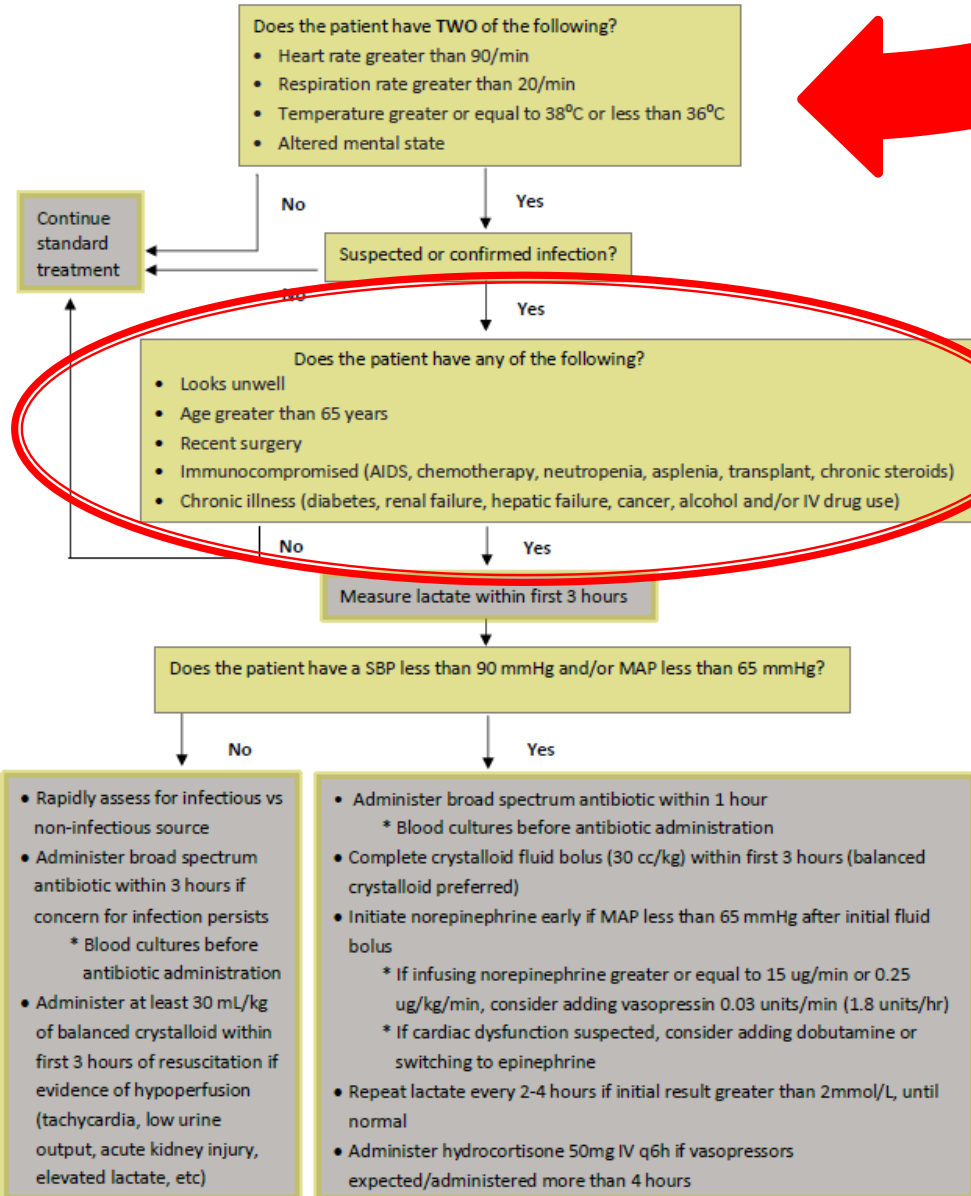 Does the patient have TWO of the following?
• Heart rate greater than 90/min
• Respiration rate greater than 20/min
• Temperature greater or equal to 38⁰C or less than 36⁰C
• Altered mental state
No
Yes
Continue
standard
treatment
Suspected or confirmed infection?
No
Yes
Does the patient have any of the following?
• Looks unwell
• Age greater than 65 years
• Recent surgery
• Immunocompromised (AIDS, chemotherapy, neutropenia, asplenia, transplant, chronic steroids)
• Chronic illness (diabetes, renal failure, hepatic failure, cancer, alcohol and/or IV drug use)
No
Yes
Measure lactate within first 3 hours
Does the patient have a SBP less than 90 mmHg and/or MAP less than 65 mmHg?
No
Yes
• Rapidly assess for infectious vs
non-infectious source
• Administer broad spectrum
antibiotic within 3 hours if
concern for infection persists
* Blood cultures before
antibiotic administration
• Administer at least 30 mL/kg
of balanced crystalloid within
first 3 hours of resuscitation if
evidence of hypoperfusion
(tachycardia, low urine
output, acute kidney injury,
elevated lactate, etc)
• Administer broad spectrum antibiotic within 1 hour
* Blood cultures before antibiotic administration
• Complete crystalloid fluid bolus (30 cc/kg) within first 3 hours (balanced
crystalloid preferred)
• Initiate norepinephrine early if MAP less than 65 mmHg after initial fluid
bolus
* If infusing norepinephrine greater or equal to 15 ug/min or 0.25
ug/kg/min, consider adding vasopressin 0.03 units/min (1.8 units/hr)
* If cardiac dysfunction suspected, consider adding dobutamine or
switching to epinephrine
• Repeat lactate every 2-4 hours if initial result greater than 2mmol/L, until
normal
• Administer hydrocortisone 50mg IV q6h if vasopressors
expected/administered more than 4 hours